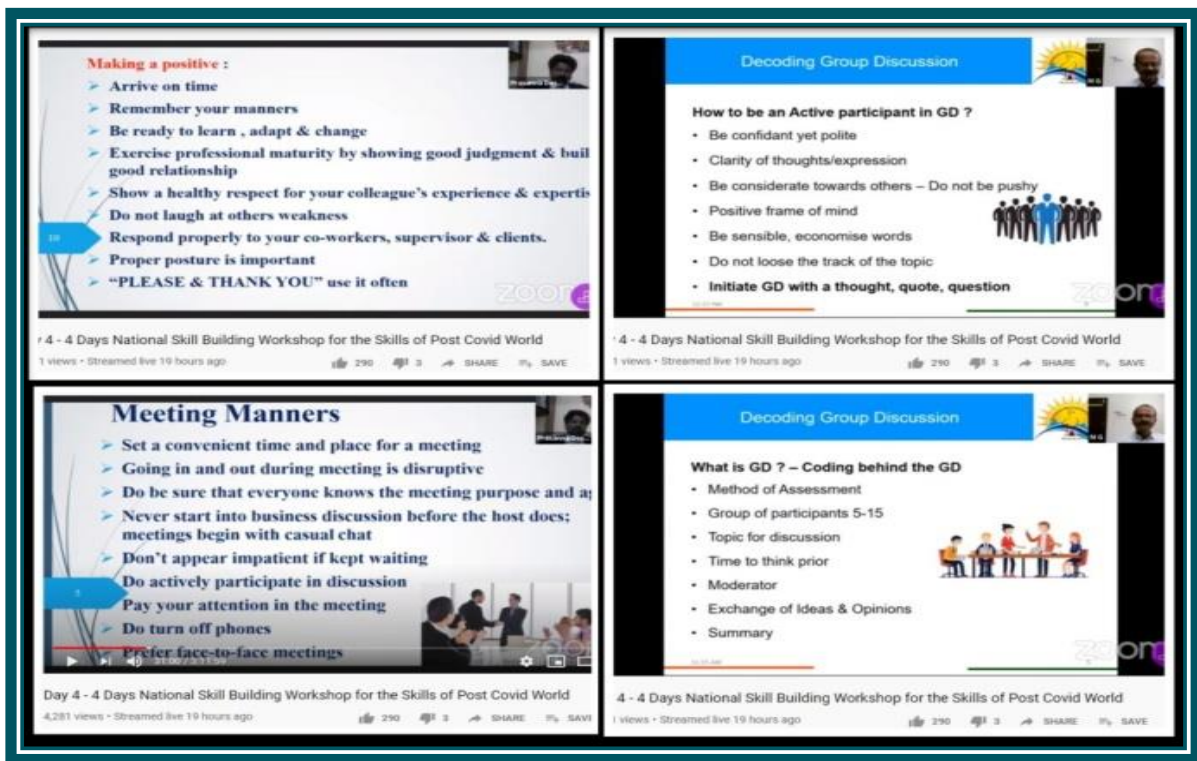 Making a positive :
➢ Arrive on time
➢ Remember your manners
➢ Be ready to learn , adapt & change
➢ Exercise professional maturity by showing good judgment & buil
good relationship
➢ Show a healthy respect for your colleague's experience & expertis
➢ Do not laugh at others weakness
10
Respond properly to your co-workers, supervisor & clients.
➢ Proper posture is important
➢ “PLEASE & THANK YOU” use it often
zoom
4 - 4 Days National Skill Building Workshop for the Skills of Post Covid World
1 views • Streamed live 19 hours ago 290 3 SHARE SAVE
Decoding Group Discussion
M G
How to be an Active participant in GD ?
• Be confidant yet polite
• Clarity of thoughts/expression
• Be considerate towards others – Do not be pushy
• Positive frame of mind
• Be sensible, economise words
• Do not loose the track of the topic
• Initiate GD with a thought, quote, question
zoom
4 - 4 Days National Skill Building Workshop for the Skills of Post Covid World
1 views • Streamed live 19 hours ago 290 3 SHARE SAVE
Meeting Manners
➢ Set a convenient time and place for a meeting
➢ Going in and out during meeting is disruptive
➢ Do be sure that everyone knows the meeting purpose and ag
➢ Never start into business discussion before the host does;
meetings begin with casual chat
➢ Don't appear impatient if kept waiting
Do actively participate in discussion
5
Pay your attention in the meeting
➢ Do turn off phones
Prefer face-to-face meetings
zoom
Day 4 - 4 Days National Skill Building Workshop for the Skills of Post Covid World
4,281 views • Streamed live 19 hours ago 290 3 SHARE SAVE
Decoding Group Discussion
M G
What is GD ? – Coding behind the GD
• Method of Assessment
• Group of participants 5-15
• Topic for discussion
• Time to think prior
• Moderator
• Exchange of Ideas & Opinions
• Summary
zoom
4 - 4 Days National Skill Building Workshop for the Skills of Post Covid World
views • Streamed live 19 hours ago 290 3 SHARE SAVE